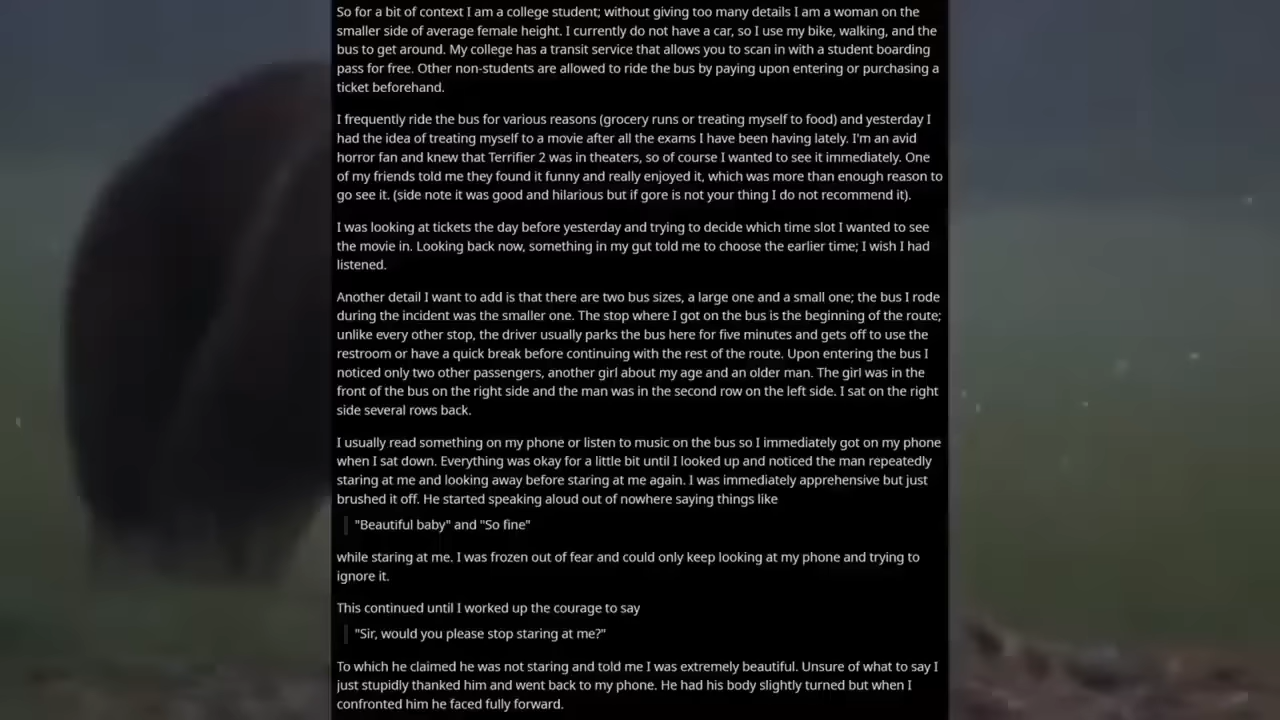 So for a bit of context I am a college student; without giving too many details I am a woman on the
smaller side of average female height. I currently do not have a car, so I use my bike, walking, and the
bus to get around. My college has a transit service that allows you to scan in with a student boarding
pass for free. Other non-students are allowed to ride the bus by paying upon entering or purchasing a
ticket beforehand.
I frequently ride the bus for various reasons (grocery runs or treating myself to food) and yesterday I
had the idea of treating myself to a movie after all the exams I have been having lately. I'm an avid
horror fan and knew that Terrifier 2 was in theaters, so of course I wanted to see it immediately. One
of my friends told me they found it funny and really enjoyed it, which was more than enough reason to
go see it. (side note it was good and hilarious but if gore is not your thing I do not recommend it).
I was looking at tickets the day before yesterday and trying to decide which time slot I wanted to see
the movie in. Looking back now, something in my gut told me to choose the earlier time; I wish I had
listened.
Another detail I want to add is that there are two bus sizes, a large one and a small one; the bus I rode
during the incident was the smaller one. The stop where I got on the bus is the beginning of the route;
unlike every other stop, the driver usually parks the bus here for five minutes and gets off to use the
restroom or have a quick break before continuing with the rest of the route. Upon entering the bus I
noticed only two other passengers, another girl about my age and an older man. The girl was in the
front of the bus on the right side and the man was in the second row on the left side. I sat on the right
side several rows back.
I usually read something on my phone or listen to music on the bus so I immediately got on my phone
when I sat down. Everything was okay for a little bit until I looked up and noticed the man repeatedly
staring at me and looking away before staring at me again. I was immediately apprehensive but just
brushed it off. He started speaking aloud out of nowhere saying things like
"Beautiful baby" and "So fine"
while staring at me. I was frozen out of fear and could only keep looking at my phone and trying to
ignore it.
This continued until I worked up the courage to say
"Sir, would you please stop staring at me?"
To which he claimed he was not staring and told me I was extremely beautiful. Unsure of what to say I
just stupidly thanked him and went back to my phone. He had his body slightly turned but when I
confronted him he faced fully forward.